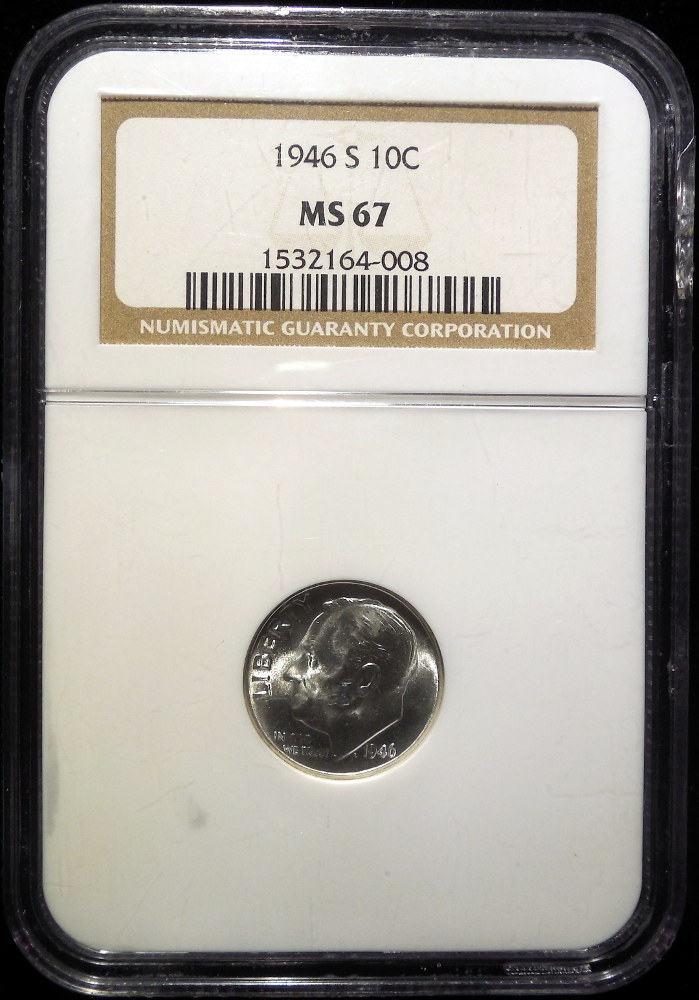 1946 S 10C
MS 67
1532164-008
NUMISMATIC GUARANTY CORPORATION
LIBERTY
IN GOD
WE TRUST
1946